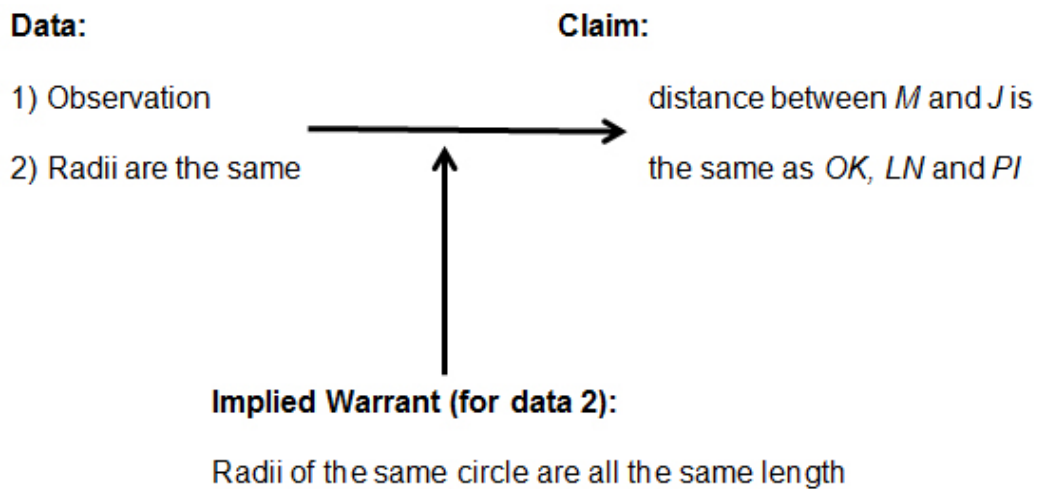 Data:
Claim:
1) Observation
distance between M and J is
2) Radii are the same
the same as OK, LN and PI
Implied Warrant (for data 2):
Radii of the same circle are all the same length